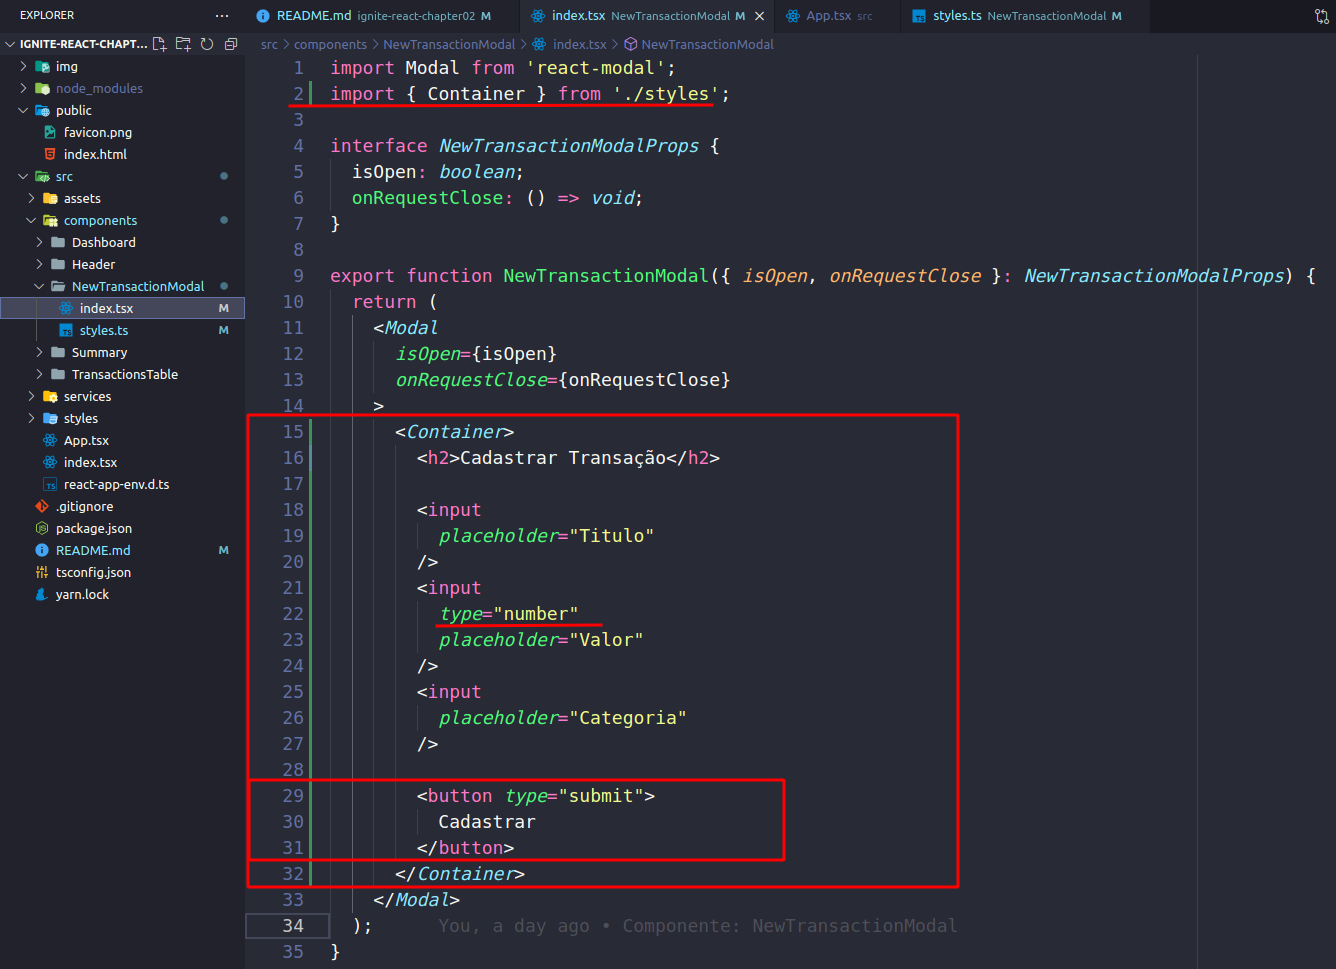 EXPLORER ...
README.md ignite-react-chapter02 M
index.tsx NewTransactionModal M
App.tsx src
styles.ts NewTransactionModal M
IGNITE-REACT-CHAPT...
src > components > NewTransactionModal > index.tsx > NewTransactionModal
img
node_modules
public
favicon.png
index.html
src
assets
components
Dashboard
Header
NewTransactionModal
index.tsx M
styles.ts M
Summary
TransactionsTable
services
styles
App.tsx
index.tsx
react-app-env.d.ts
.gitignore
package.json
README.md M
tsconfig.json
yarn.lock
1 import Modal from 'react-modal';
2 import { Container } from './styles';
3
4 interface NewTransactionModalProps {
5 isOpen: boolean;
6 onRequestClose: () => void;
7 }
8
9 export function NewTransactionModal({ isOpen, onRequestClose }: NewTransactionModalProps) {
10 return (
11 <Modal
12 isOpen={isOpen}
13 onRequestClose={onRequestClose}
14 >
15 <Container>
16 <h2>Cadastrar Transação</h2>
17
18 <input
19 placeholder="Titulo"
20 />
21 <input
22 type="number"
23 placeholder="Valor"
24 />
25 <input
26 placeholder="Categoria"
27 />
28
29 <button type="submit">
30 Cadastrar
31 </button>
32 </Container>
33 </Modal>
34 ); You, a day ago • Componente: NewTransactionModal
35 }